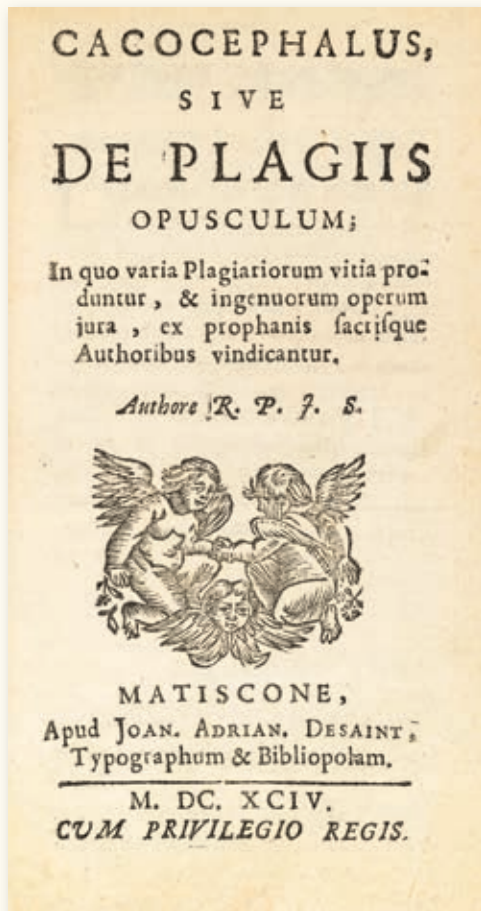 CACOCEPHALUS,
SIVE
DE PLAGIIS
OPUSCULUM;
In quo varia Plagiariorum vitia pro-
duntur, & ingenuorum operum
jura, ex prophanis sacrisque
Authoribus vindicantur.
Authore R. P. J. S.
MATISCONE,
Apud JOAN. ADRIAN. DESAINT,
Typographum & Bibliopolam.
M. DC. XCIV.
CVM PRIVILEGIO REGIS.